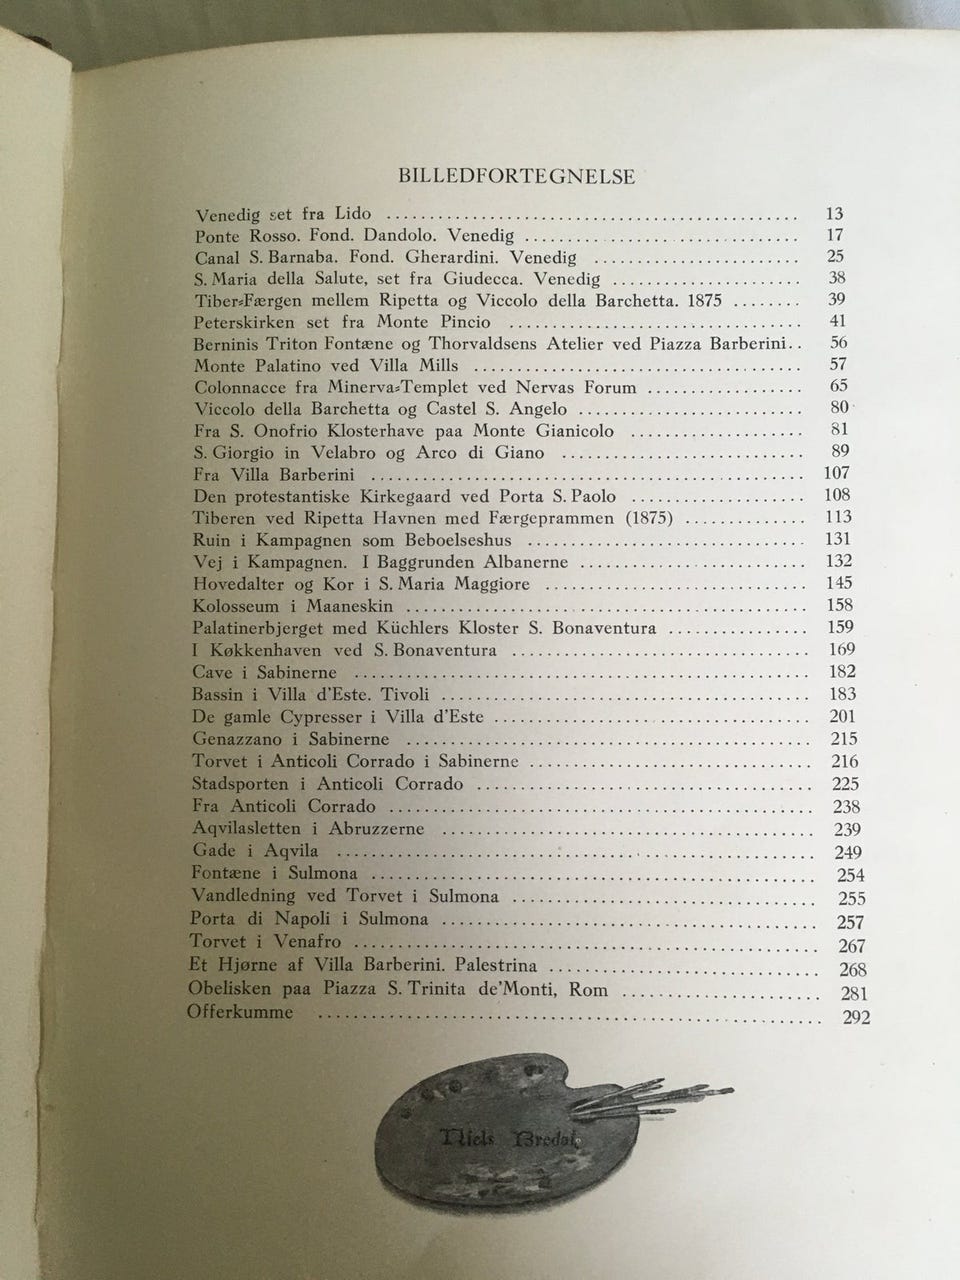 BILLEDFORTEGNELSE
Venedig set fra Lido ........ 13
Ponte Rosso. Fond. Dandolo. Venedig ........ 17
Canal S. Barnaba. Fond. Gherardini. Venedig ........ 25
S. Maria della Salute, set fra Giudecca. Venedig ........ 38
Tiber=Færgen mellem Ripetta og Viccolo della Barchetta. 1875 ........ 39
Peterskirken set fra Monte Pincio ........ 41
Berninis Triton Fontæne og Thorvaldsens Atelier ved Piazza Barberini.. 56
Monte Palatino ved Villa Mills ........ 57
Colonnacce fra Minerva=Templet ved Nervas Forum ........ 65
Viccolo della Barchetta og Castel S. Angelo ........ 80
Fra S. Onofrio Klosterhave paa Monte Gianicolo ........ 81
S. Giorgio in Velabro og Arco di Giano ........ 89
Fra Villa Barberini ........ 107
Den protestantiske Kirkegaard ved Porta S. Paolo ........ 108
Tiberen ved Ripetta Havnen med Færgeprammen (1875) ........ 113
Ruin i Kampagnen som Beboelseshus ........ 131
Vej i Kampagnen. I Baggrunden Albanerne ........ 132
Hovedalter og Kor i S. Maria Maggiore ........ 145
Kolosseum i Maaneskin ........ 158
Palatinerbjerget med Küchlers Kloster S. Bonaventura ........ 159
I Køkkenhaven ved S. Bonaventura ........ 169
Cave i Sabinerne ........ 182
Bassin i Villa d'Este. Tivoli ........ 183
De gamle Cypresser i Villa d'Este ........ 201
Genazzano i Sabinerne ........ 215
Torvet i Anticoli Corrado i Sabinerne ........ 216
Stadsporten i Anticoli Corrado ........ 225
Fra Anticoli Corrado ........ 238
Aqvilasletten i Abruzzerne ........ 239
Gade i Aqvila ........ 249
Fontæne i Sulmona ........ 254
Vandledning ved Torvet i Sulmona ........ 255
Porta di Napoli i Sulmona ........ 257
Torvet i Venafro ........ 267
Et Hjørne af Villa Barberini. Palestrina ........ 268
Obelisken paa Piazza S. Trinita de'Monti, Rom ........ 281
Offerkumme ........ 292
Niels Bredal